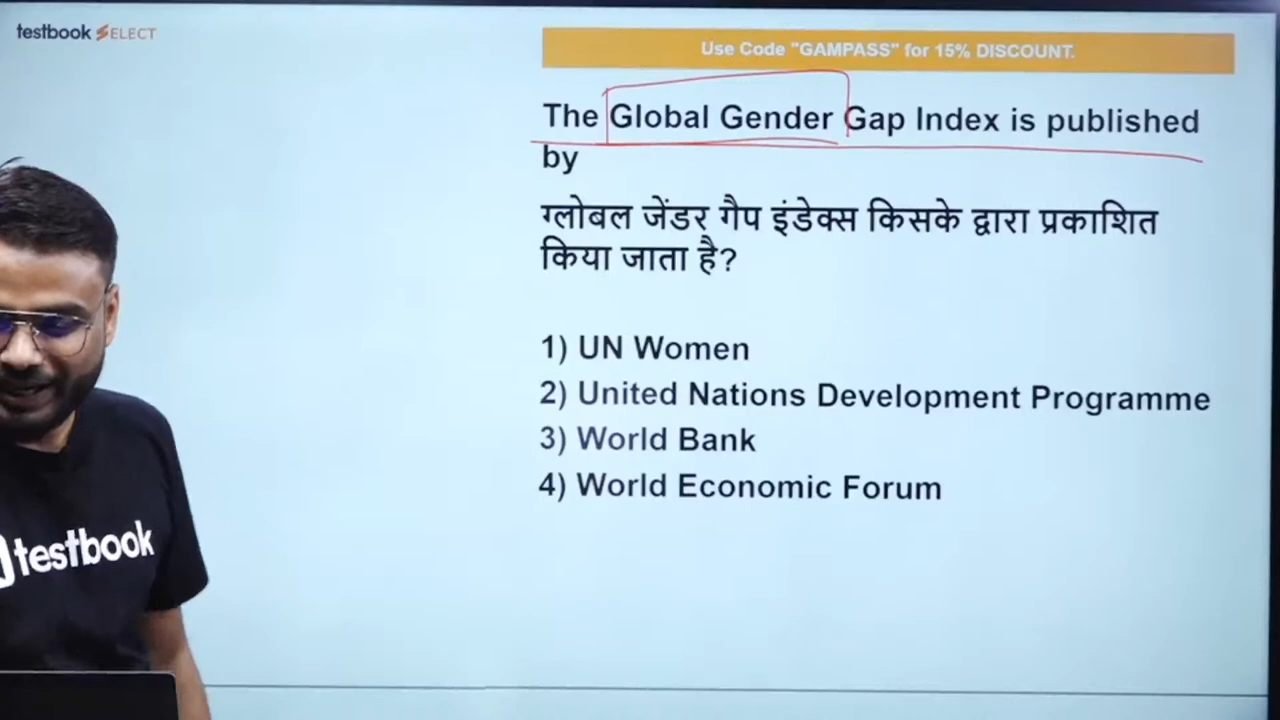 testbook SELECT
Use Code "GAMPASS" for 15% DISCOUNT.
The Global Gender Gap Index is published
by
ग्लोबल जेंडर गैप इंडेक्स किसके द्वारा प्रकाशित
किया जाता है?
1) UN Women
2) United Nations Development Programme
3) World Bank
4) World Economic Forum
testbook